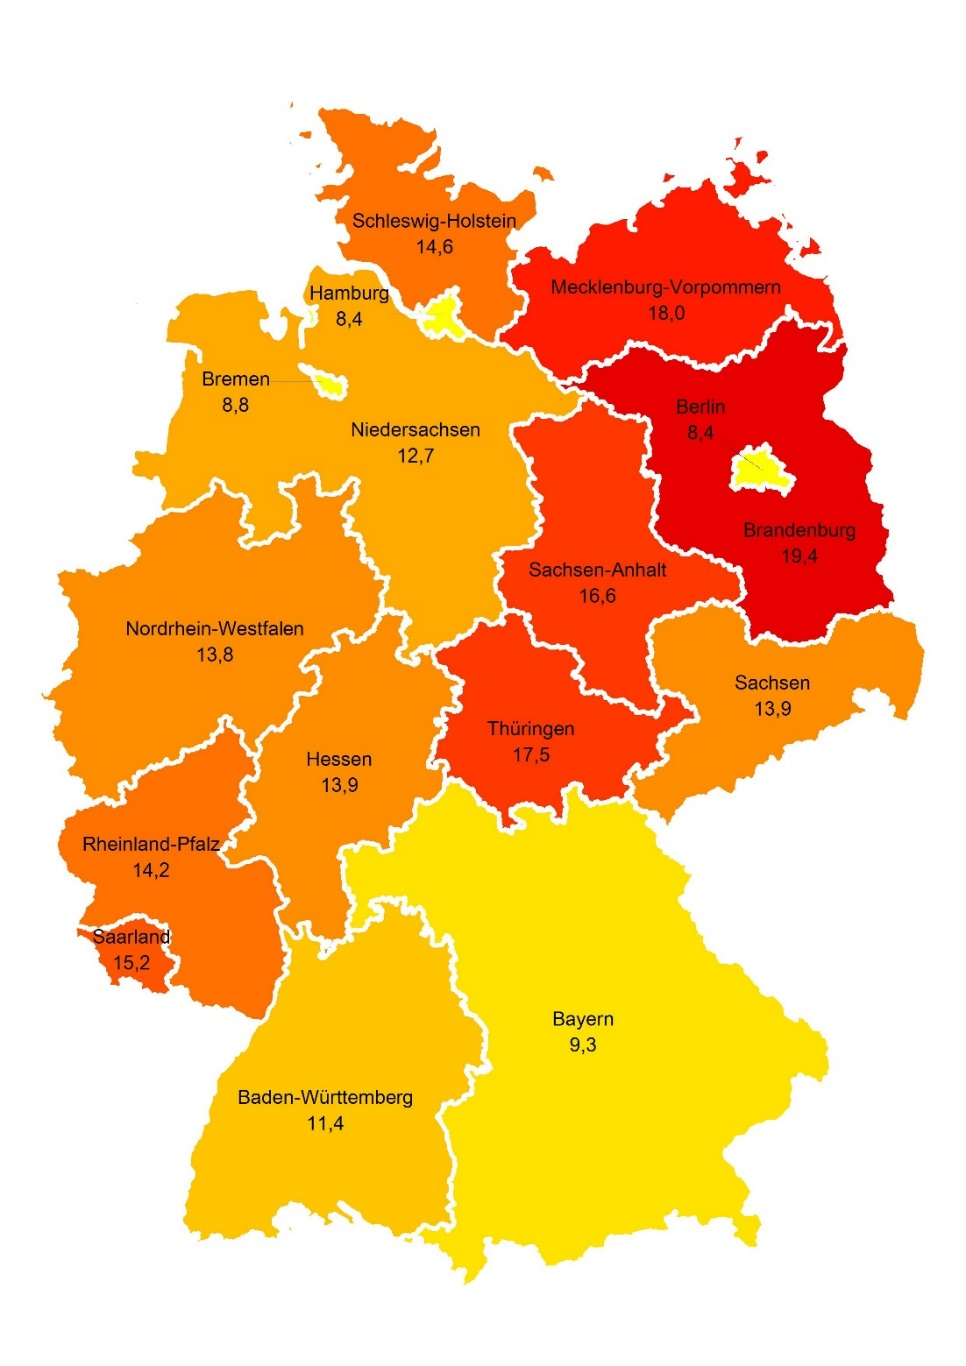 Schleswig-Holstein
14,6
Mecklenburg-Vorpommern
18,0
Hamburg
8,4
Bremen
8,8
Berlin
8,4
Niedersachsen
12,7
Brandenburg
19,4
Sachsen-Anhalt
16,6
Nordrhein-Westfalen
13,8
Sachsen
13,9
Thüringen
17,5
Hessen
13,9
Rheinland-Pfalz
14,2
Saarland
15,2
Bayern
9,3
Baden-Württemberg
11,4